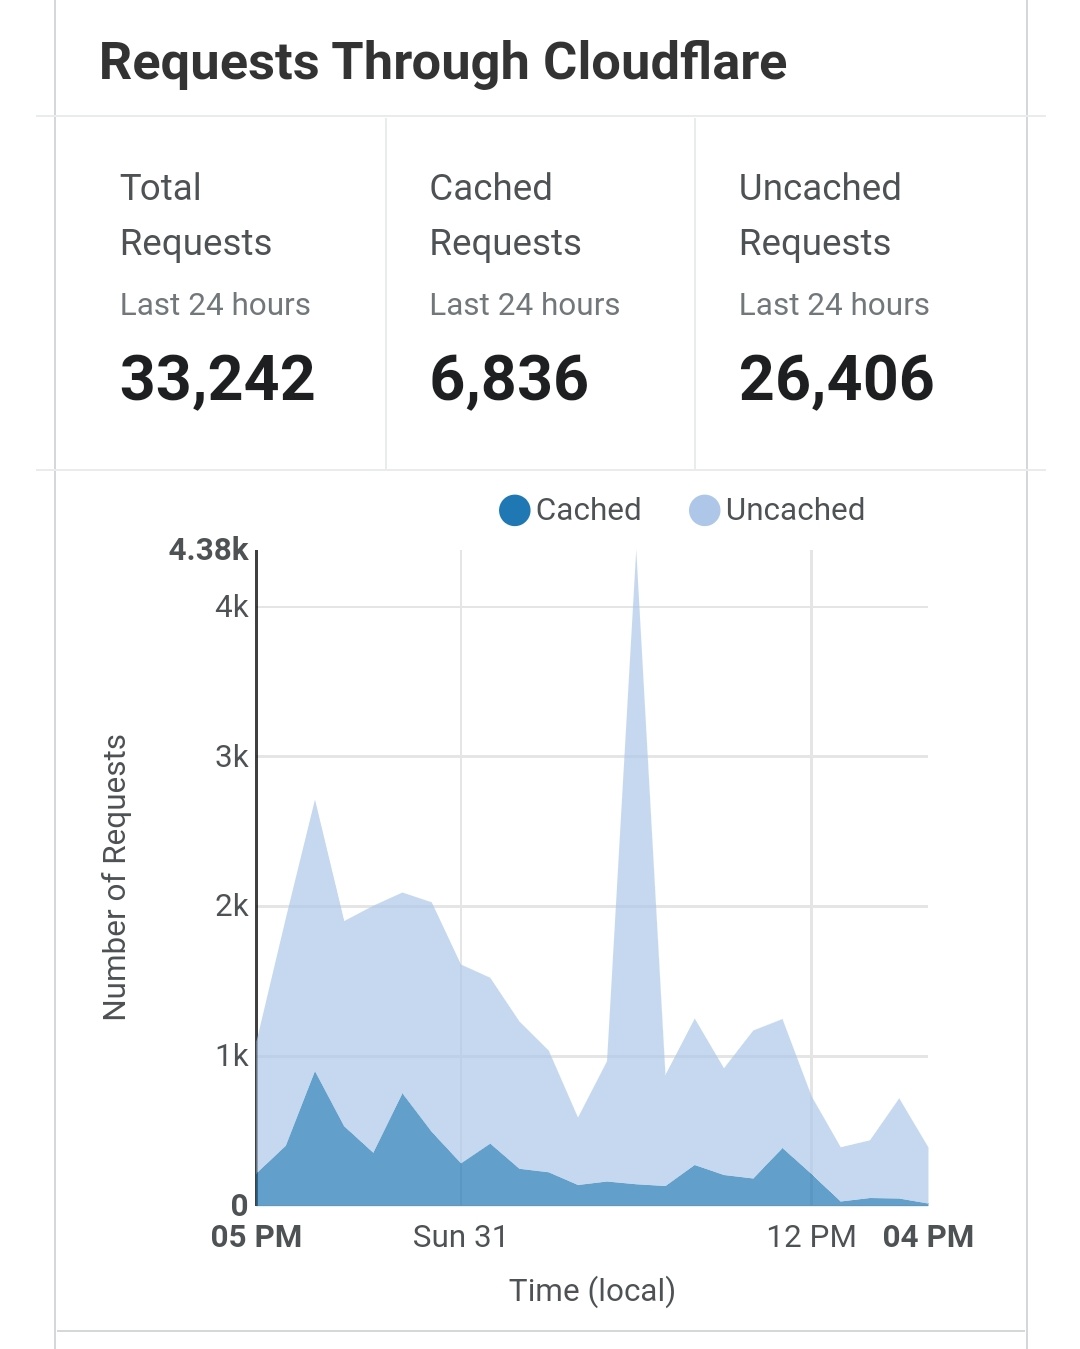 Requests Through Cloudflare
Total
Requests
Last 24 hours
33,242
Cached
Requests
Last 24 hours
6,836
Uncached
Requests
Last 24 hours
26,406
Cached
Uncached
4.38k
4k
3k
2k
1k
0
Number of Requests
05 PM
Sun 31
12 PM
04 PM
Time (local)